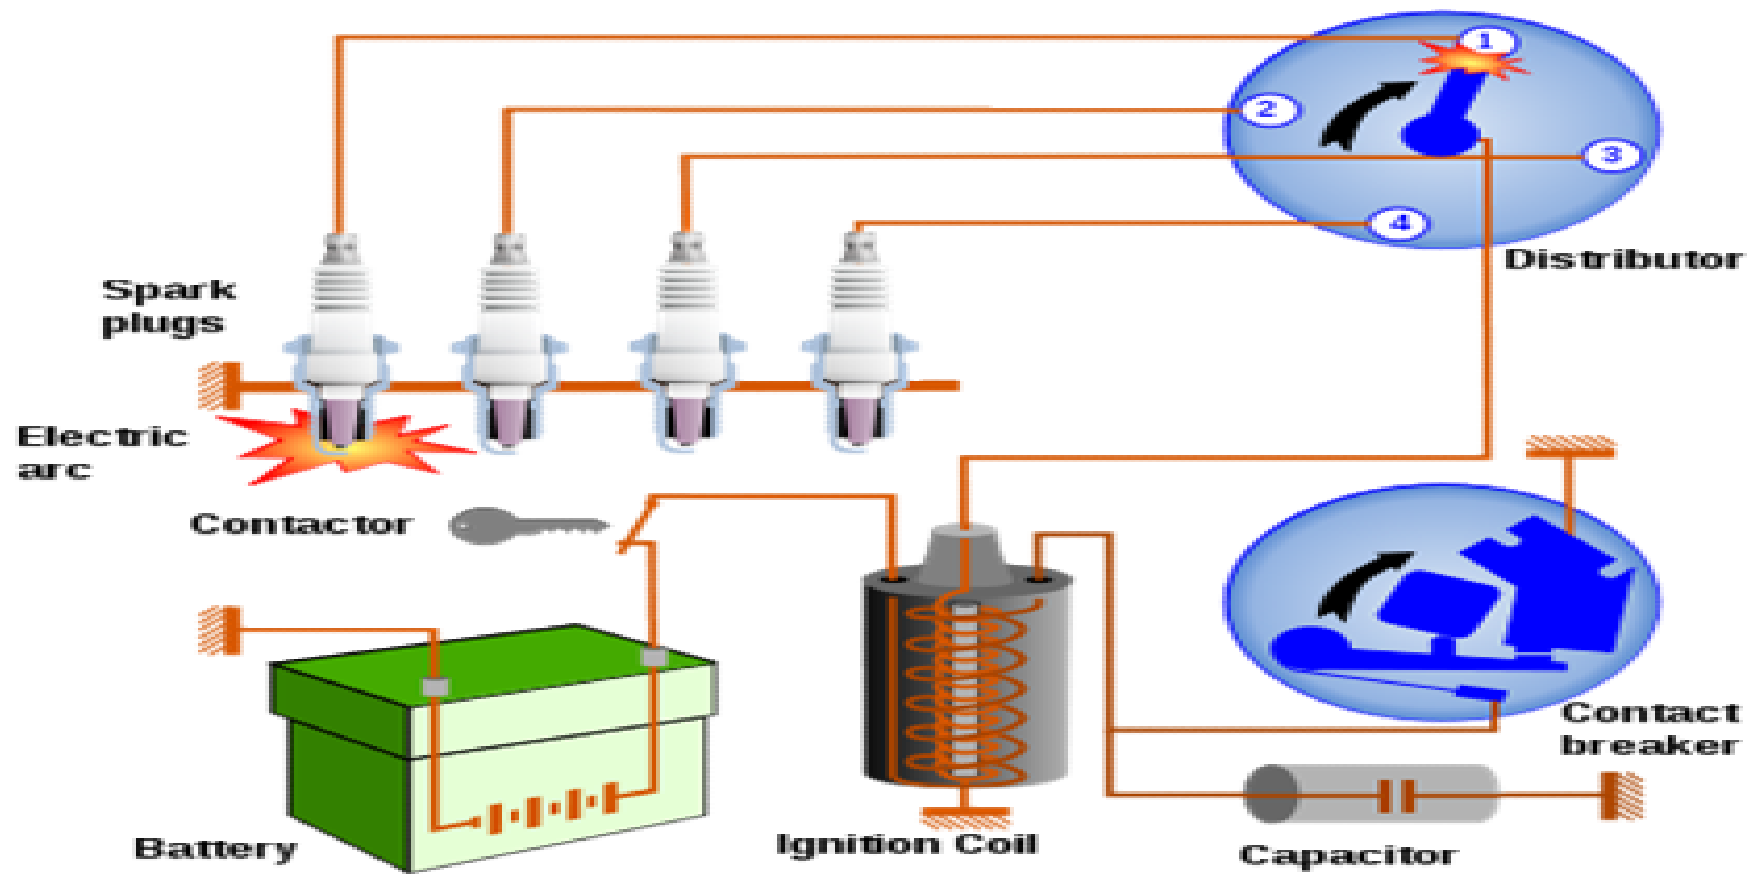 1
2
3
4
Distributor
Spark
plugs
Electric
arc
Contactor
Contact
breaker
Battery
Ignition Coil
Capacitor